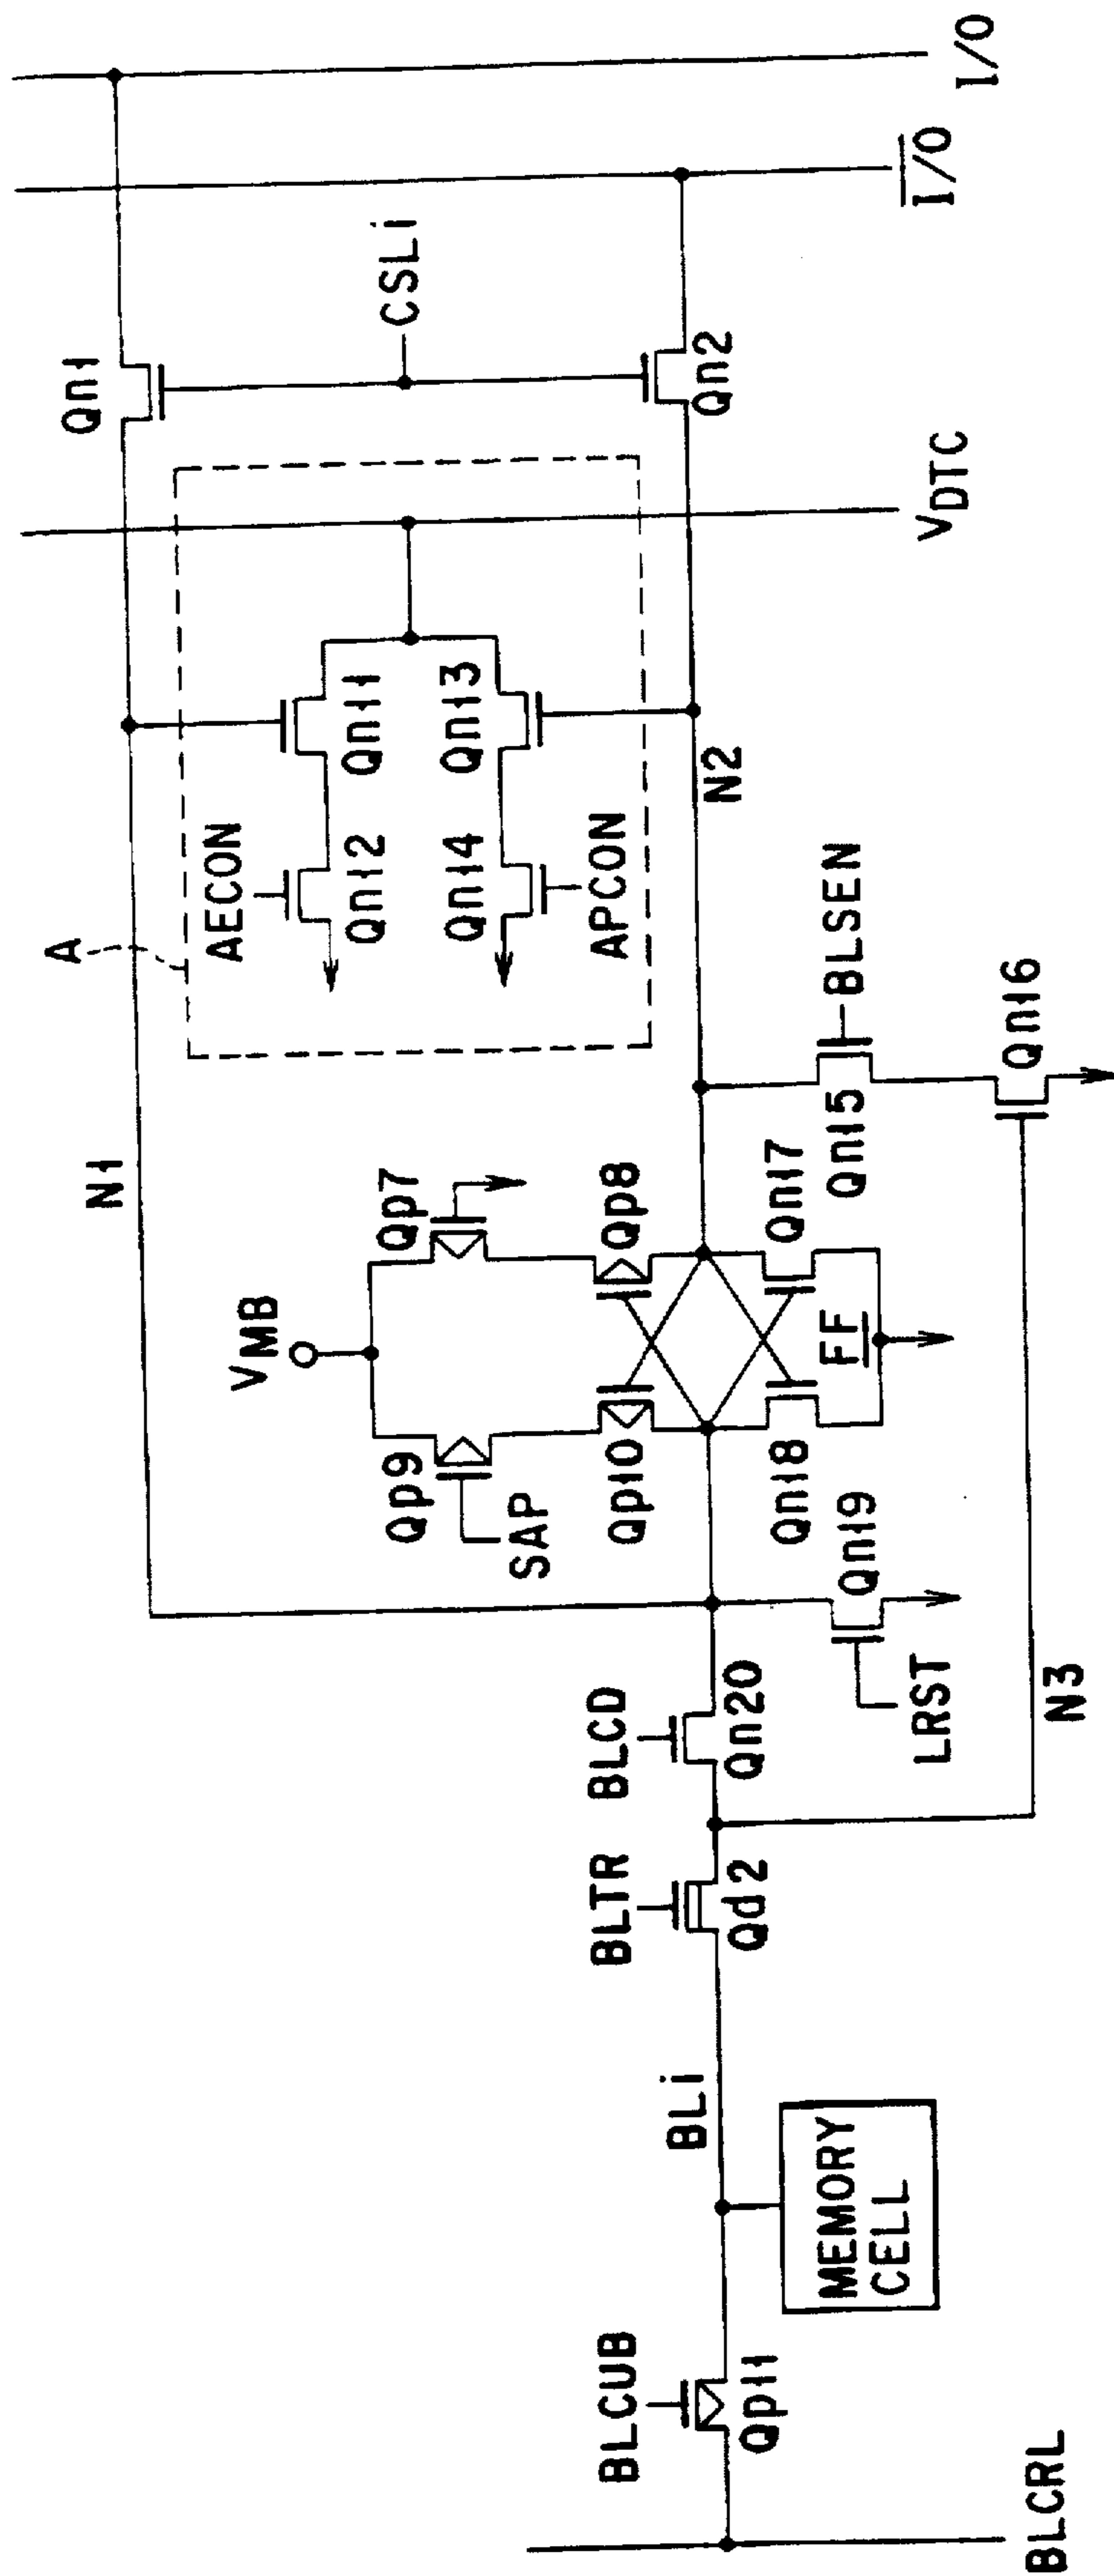 I/O
I/O
CSLi
Qn1
Qn2
VDTC
Qn11
Qn13
AECON
Qn12
Qn14
APCON
A
N1
N2
BLSEN
Qn15
Qn16
VMB
Qp7
Qp8
Qn17
FF
Qp9
SAP
Qp10
Qn18
Qn19
LRST
BLCD
Qn20
N3
BLTR
Qd2
BLi
MEMORY
CELL
BLCUB
Qp11
BLCRL